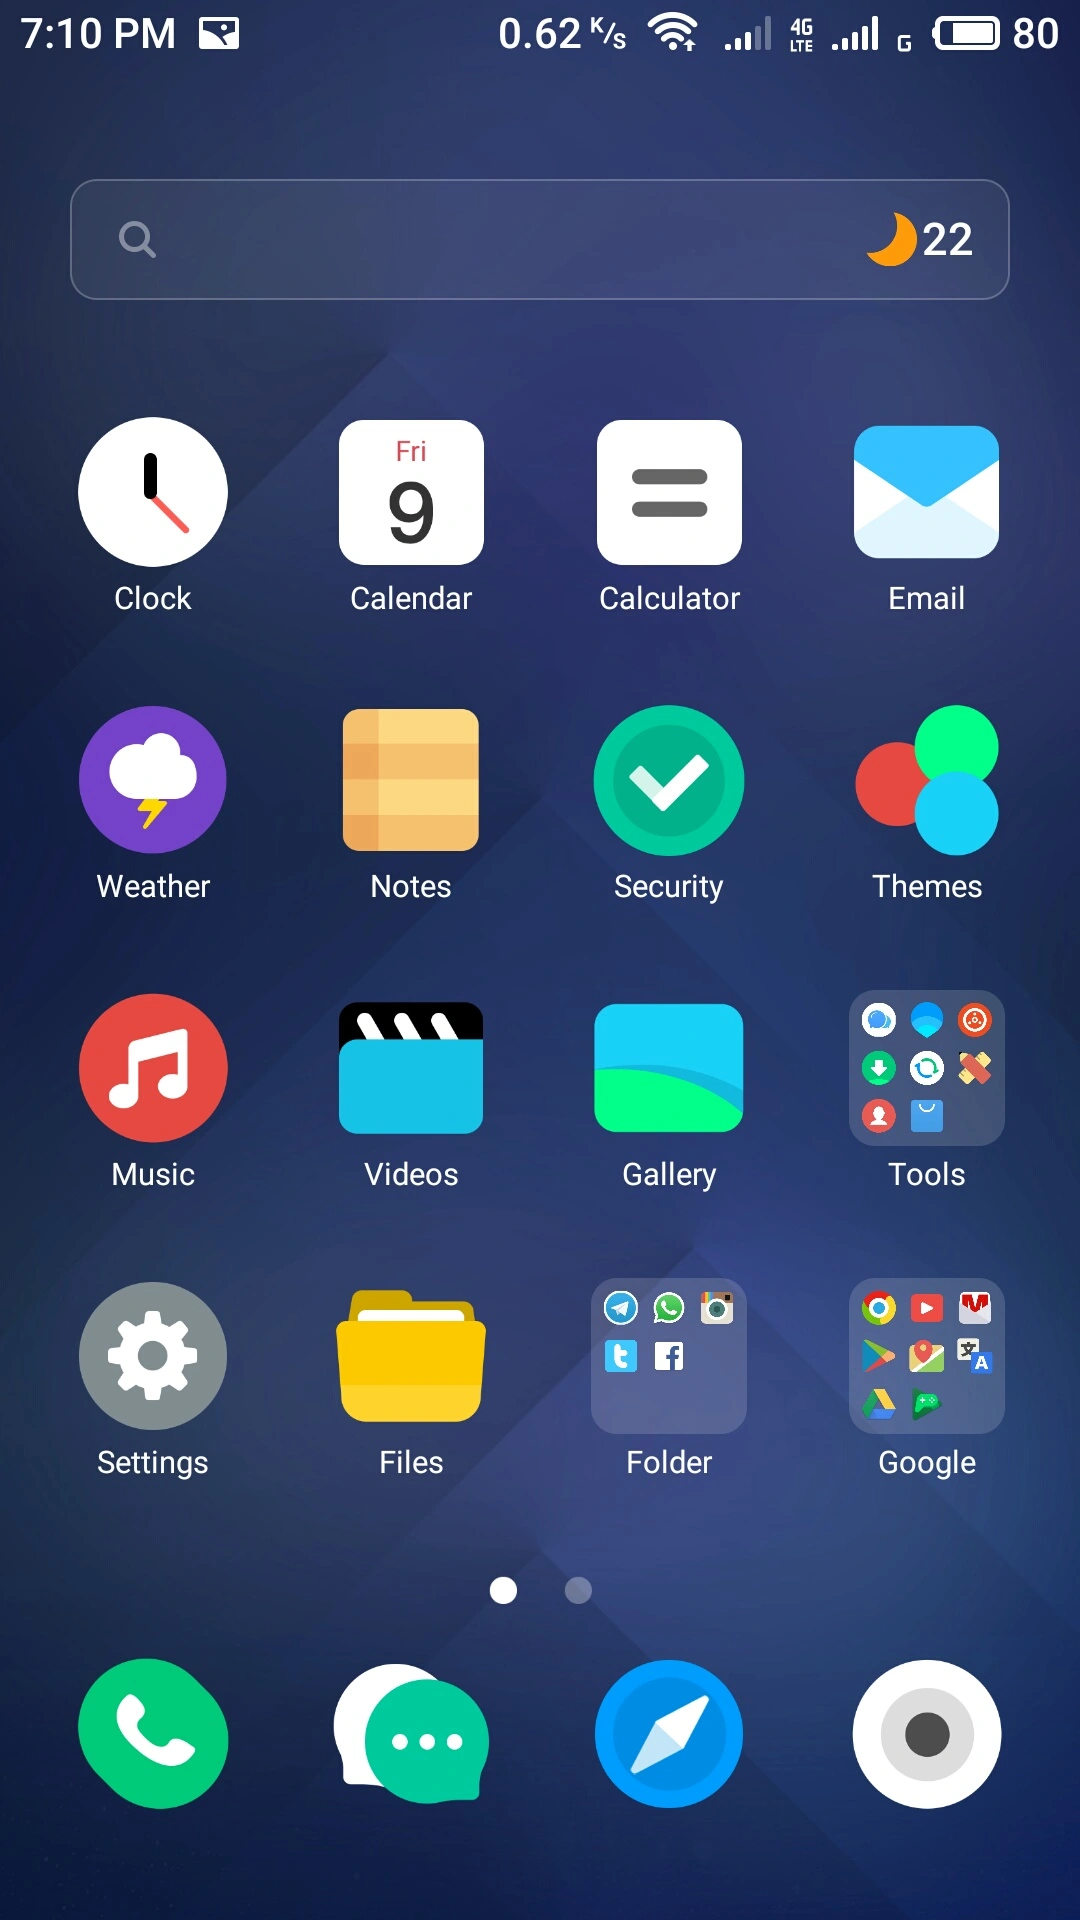 7:10 PM 0.62 K/s 4G LTE G 80
22
Fri
9
Clock Calendar Calculator Email
Weather Notes Security Themes
Music Videos Gallery Tools
文 A
Settings Files Folder Google